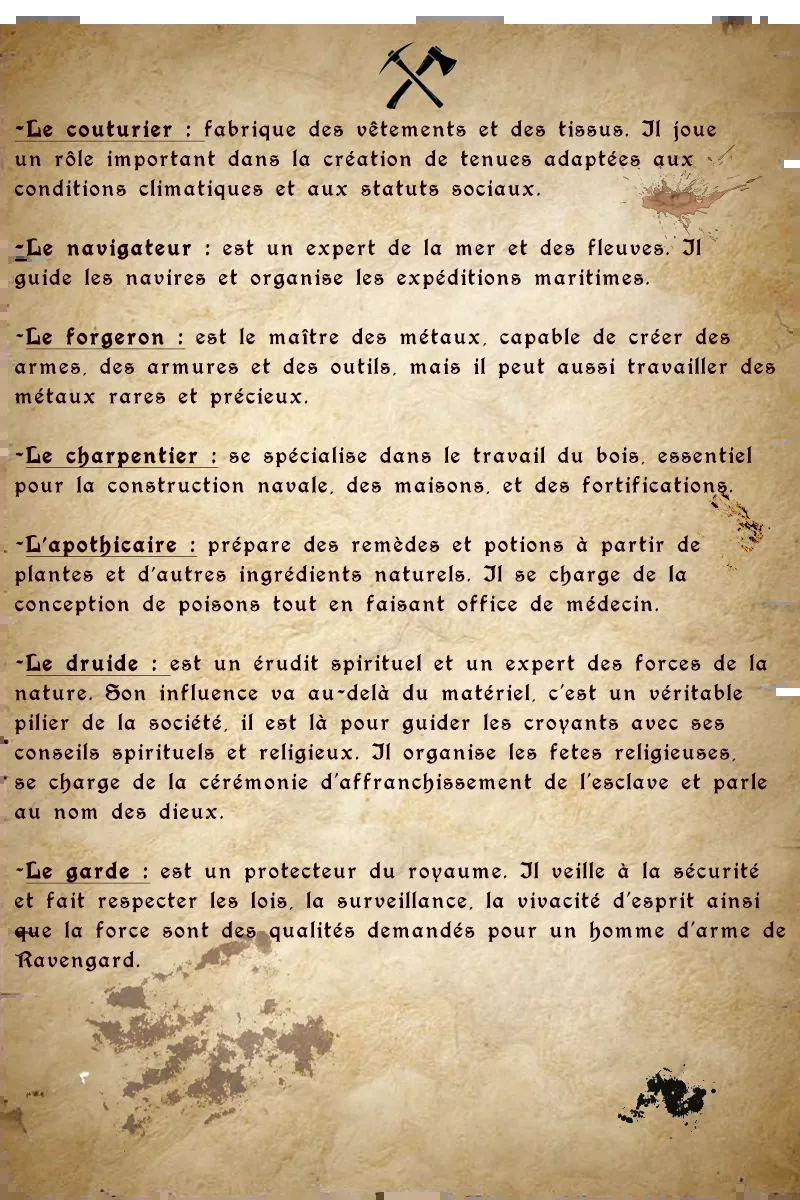 -Le couturier : fabrique des vêtements et des tissus. Il joue
un rôle important dans la création de tenues adaptées aux
conditions climatiques et aux statuts sociaux.
-Le navigateur : est un expert de la mer et des fleuves. Il
guide les navires et organise les expéditions maritimes.
-Le forgeron : est le maître des métaux, capable de créer des
armes, des armures et des outils, mais il peut aussi travailler des
métaux rares et précieux.
-Le charpentier : se spécialise dans le travail du bois, essentiel
pour la construction navale, des maisons, et des fortifications.
-L'apothicaire : prépare des remèdes et potions à partir de
plantes et d'autres ingrédients naturels. Il se charge de la
conception de poisons tout en faisant office de médecin.
-Le druide : est un érudit spirituel et un expert des forces de la
nature. Son influence va au-delà du matériel, c'est un véritable
pilier de la société, il est là pour guider les croyants avec ses
conseils spirituels et religieux. Il organise les fetes religieuses,
se charge de la cérémonie d'affranchissement de l'esclave et parle
au nom des dieux.
-Le garde : est un protecteur du royaume. Il veille à la sécurité
et fait respecter les lois, la surveillance, la vivacité d'esprit ainsi
que la force sont des qualités demandés pour un homme d'arme de
Ravengard.